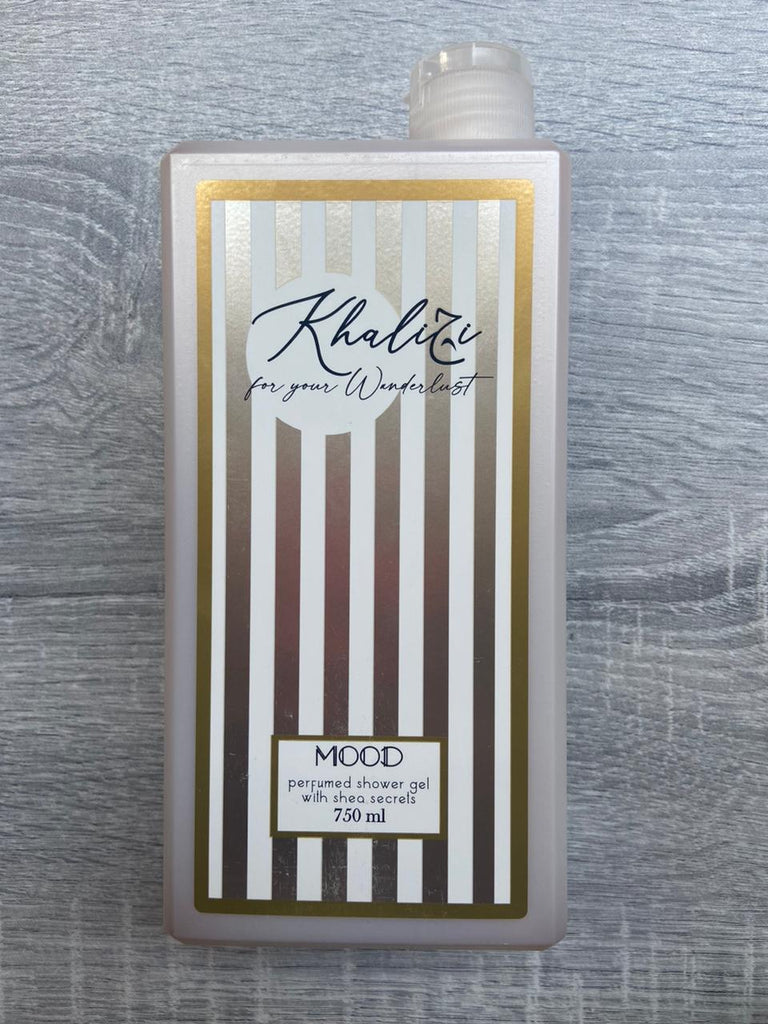 Khalizi
for your Wanderlust
MOOD
perfumed shower gel
with shea secrets
750 ml